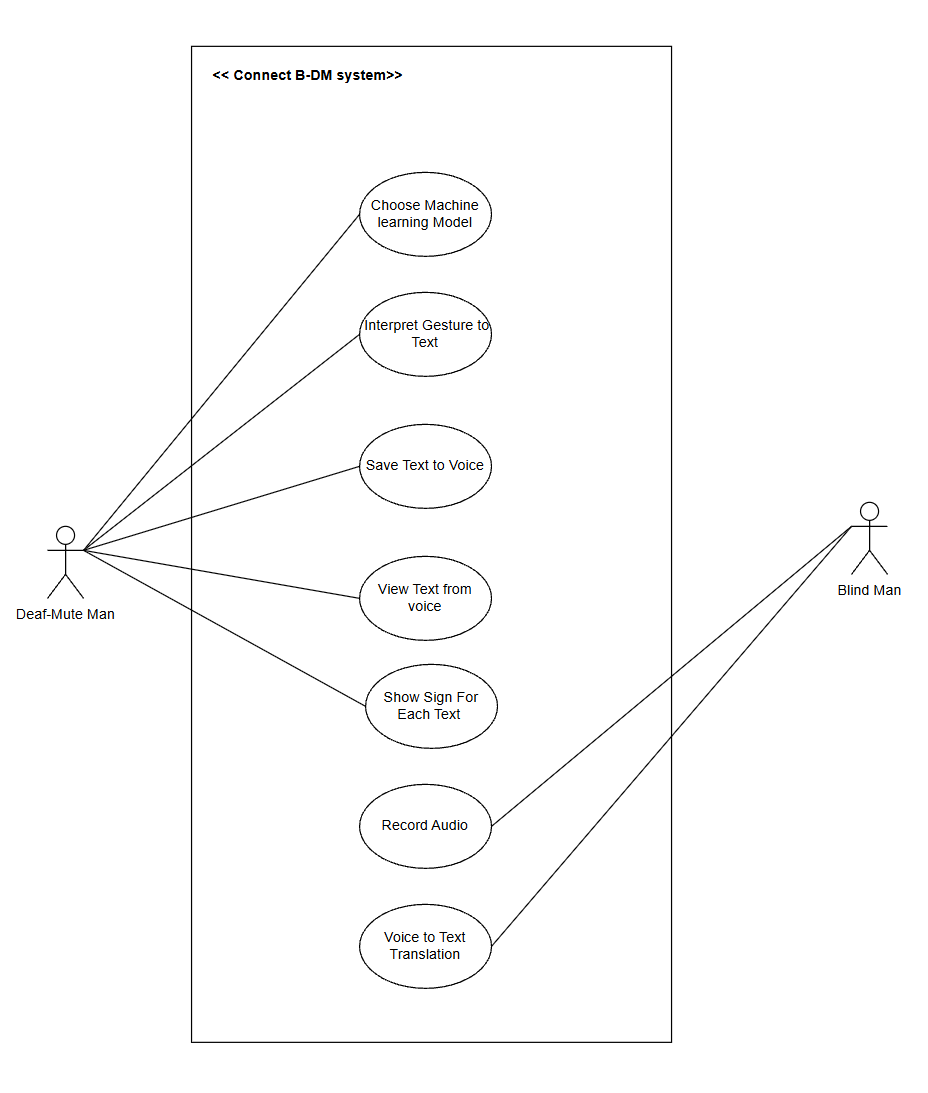 << Connect B-DM system>>
Choose Machine
learning Model
Interpret Gesture to
Text
Save Text to Voice
Deaf-Mute Man
Blind Man
View Text from
voice
Show Sign For
Each Text
Record Audio
Voice to Text
Translation